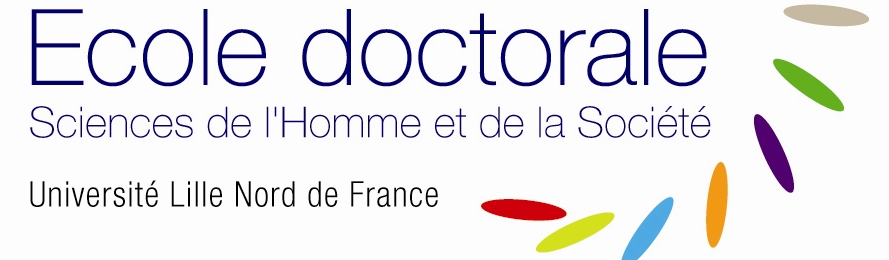 Ecole doctorale
Sciences de l'Homme et de la Société
Université Lille Nord de France